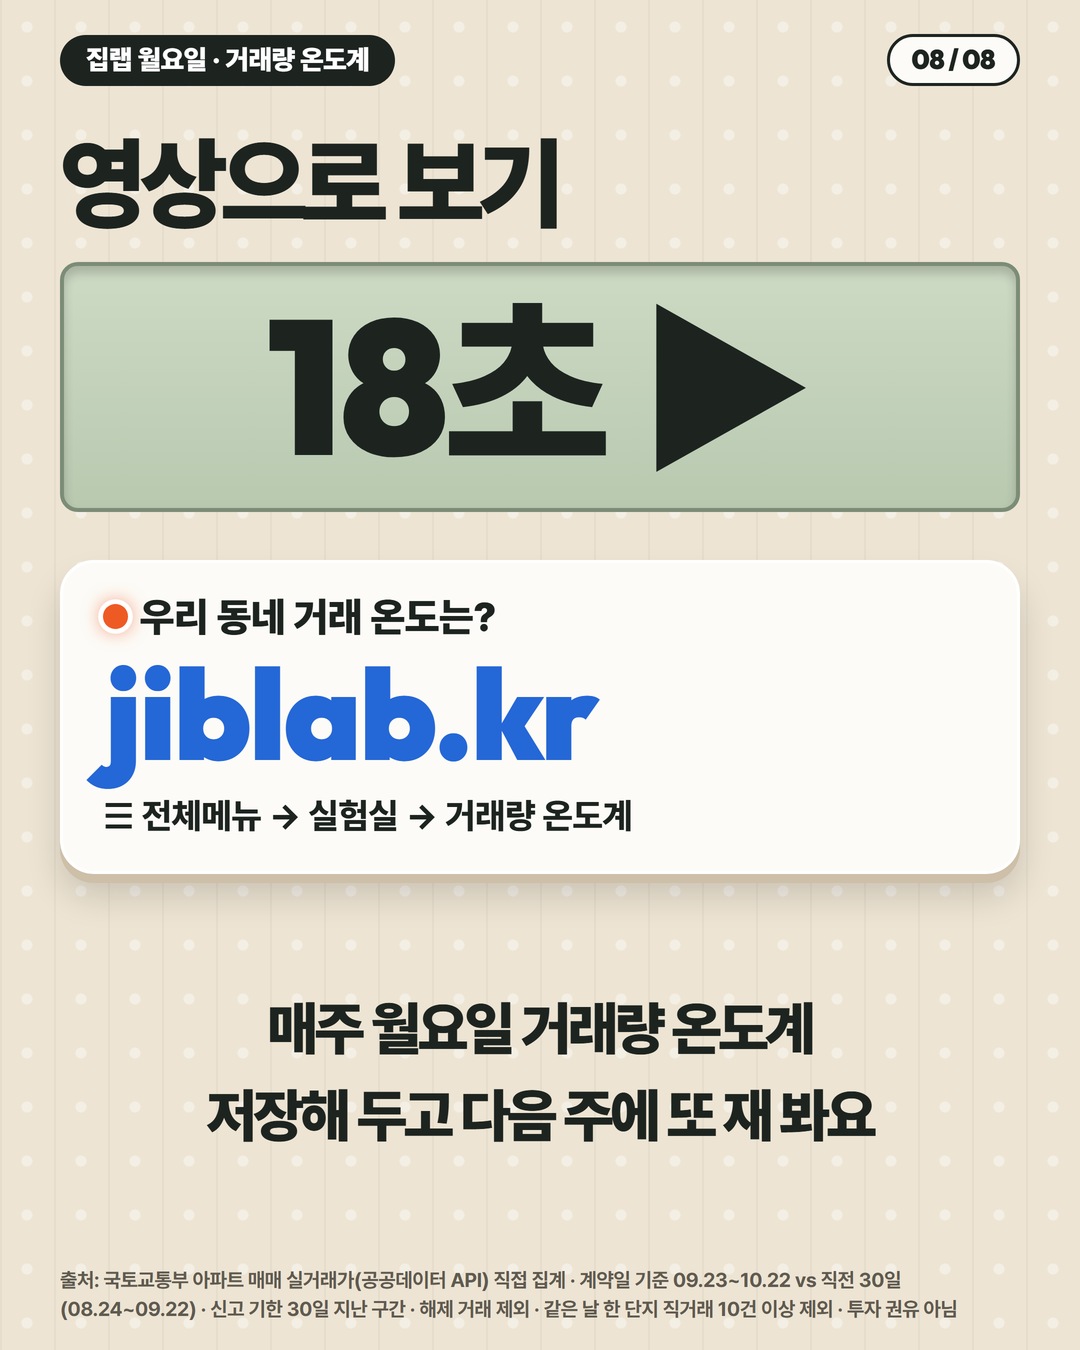 집랩 월요일 · 거래량 온도계
08 / 08
영상으로 보기
18초 ▶
우리 동네 거래 온도는?
jiblab.kr
☰ 전체메뉴 → 실험실 → 거래량 온도계
매주 월요일 거래량 온도계
저장해 두고 다음 주에 또 재 봐요
출처: 국토교통부 아파트 매매 실거래가(공공데이터 API) 직접 집계 · 계약일 기준 09.23~10.22 vs 직전 30일
(08.24~09.22) · 신고 기한 30일 지난 구간 · 해제 거래 제외 · 같은 날 한 단지 직거래 10건 이상 제외 · 투자 권유 아님